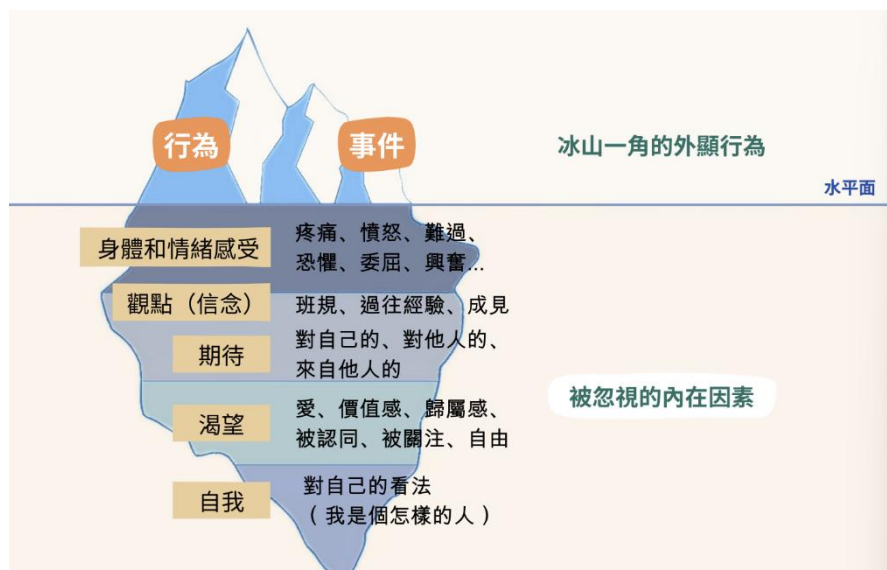 行為
事件
冰山一角的外顯行為
水平面
身體和情緒感受
疼痛、憤怒、難過、
恐懼、委屈、興奮...
觀點（信念）
班規、過往經驗、成見
期待
對自己的、對他人的、
來自他人的
被忽視的內在因素
渴望
愛、價值感、歸屬感、
被認同、被關注、自由
自我
對自己的看法
（我是個怎樣的人）